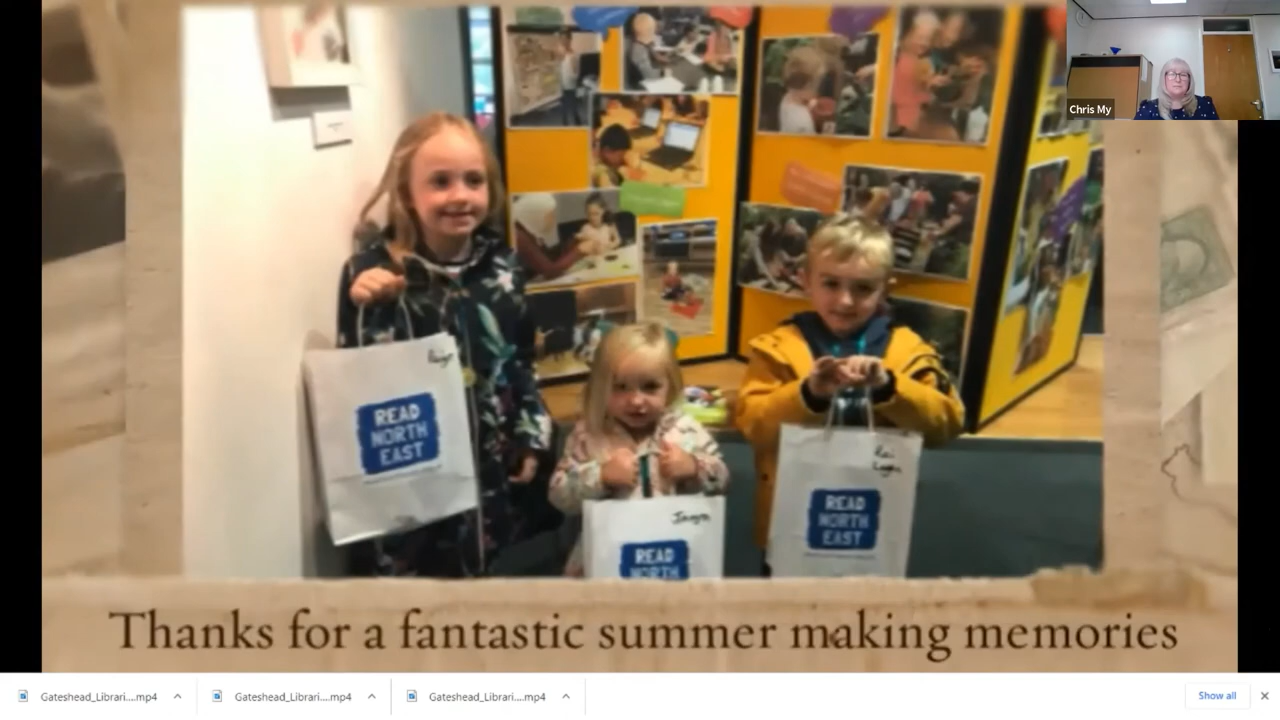 Chris My
READ
NORTH
EAST
READ
NORTH
READ
NORTH
EAST
Thanks for a fantastic summer making memories
Gateshead_Librari....mp4
Gateshead_Librari....mp4
Gateshead_Librari....mp4
Show all